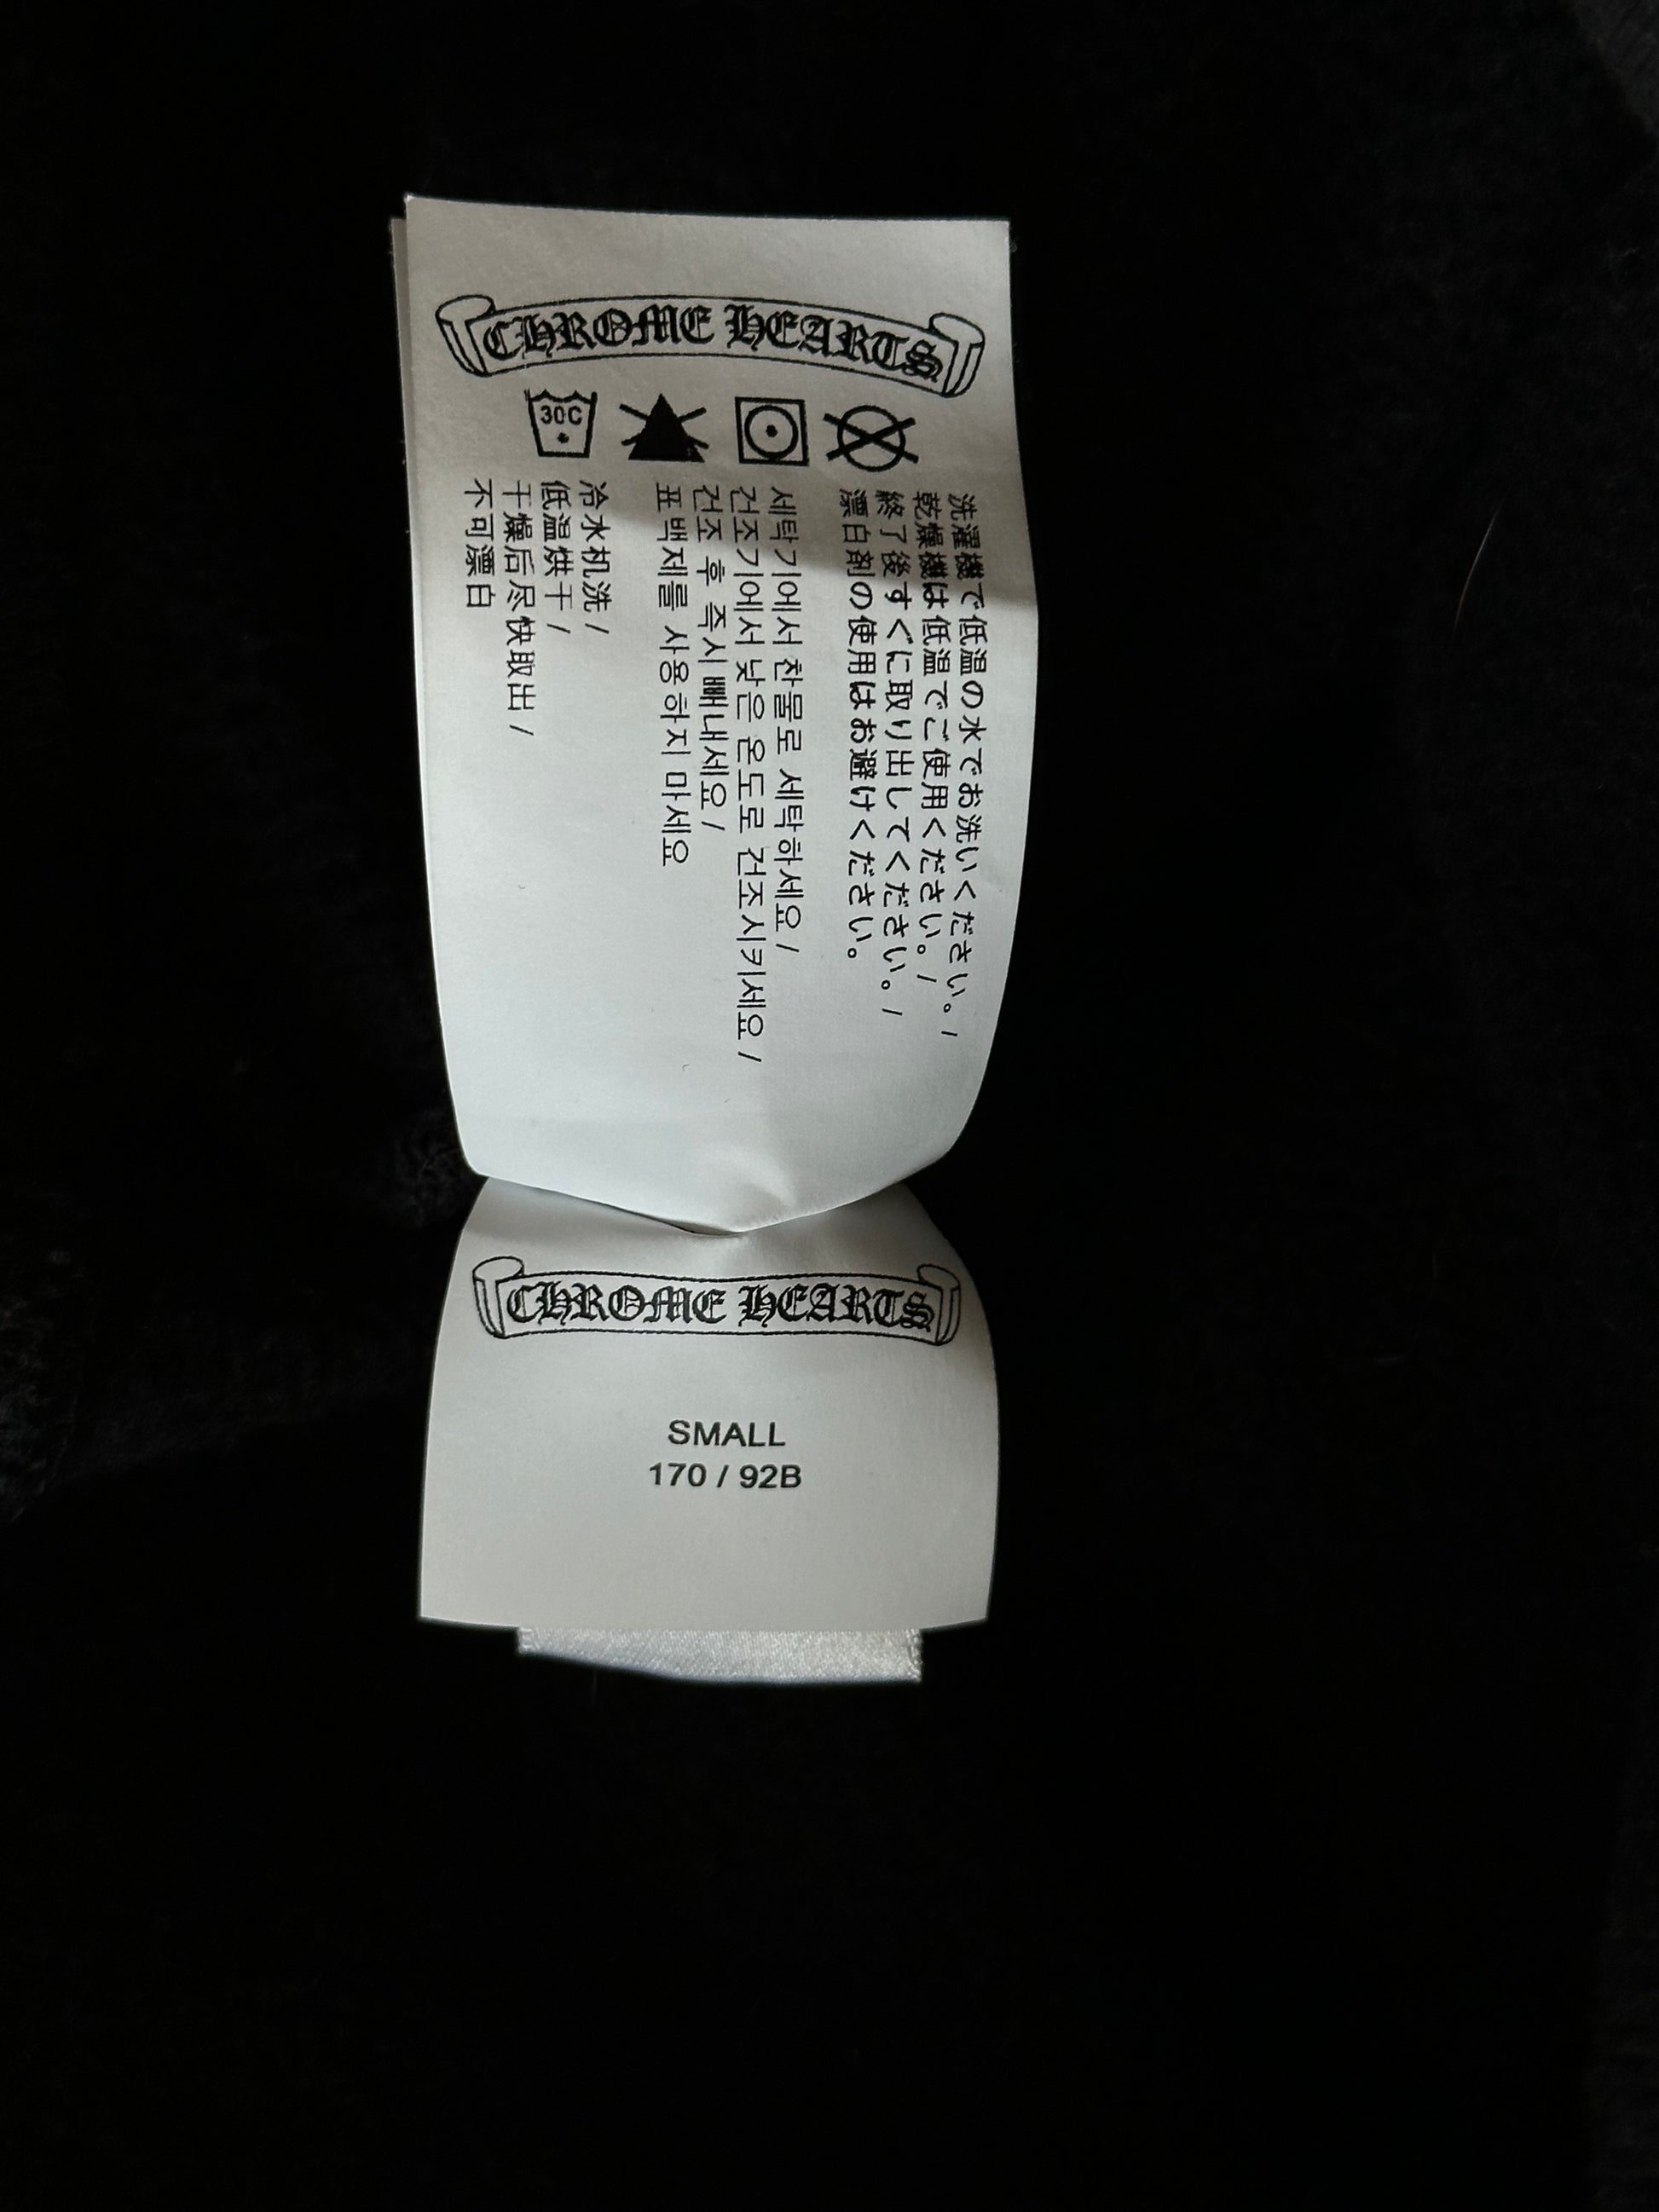 CHROME HEARTS
30C
洗濯機で低温の水でお洗いください。/
乾燥機は低温でご使用ください。/
終了後すぐに取り出してください。/
漂白剤の使用はお避けください。
세탁기에서 찬물로 세탁하세요 /
건조기에서 낮은 온도로 건조시키세요 /
건조 후 즉시 빼내세요 /
표백제를 사용하지 마세요
冷水机洗 /
低温烘干 /
干燥后尽快取出 /
不可漂白
CHROME HEARTS
SMALL
170 / 92B